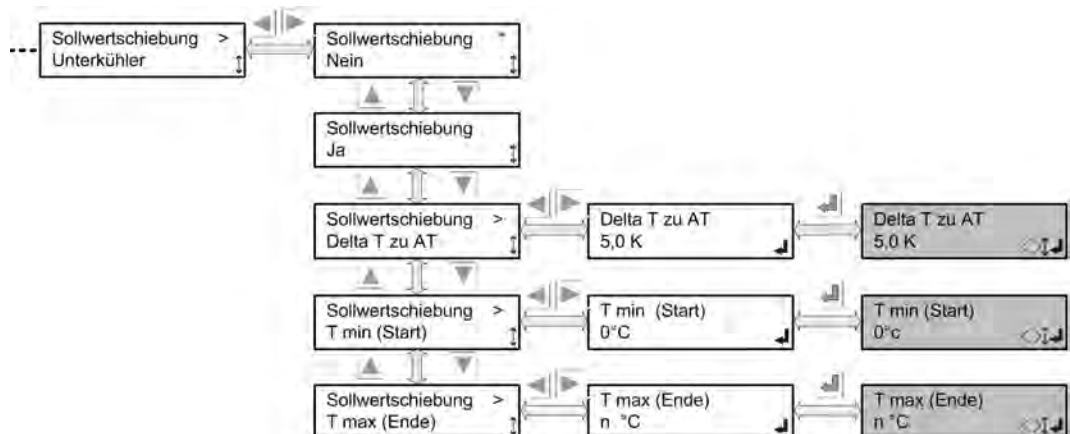 Sollwertschiebung >
Unterkühler
Sollwertschiebung *
Nein
Sollwertschiebung
Ja
Sollwertschiebung >
Delta T zu AT
Delta T zu AT
5,0 K
Delta T zu AT
5,0 K
Sollwertschiebung >
T min (Start)
T min (Start)
0°C
T min (Start)
0°c
Sollwertschiebung >
T max (Ende)
T max (Ende)
n °C
T max (Ende)
n °C